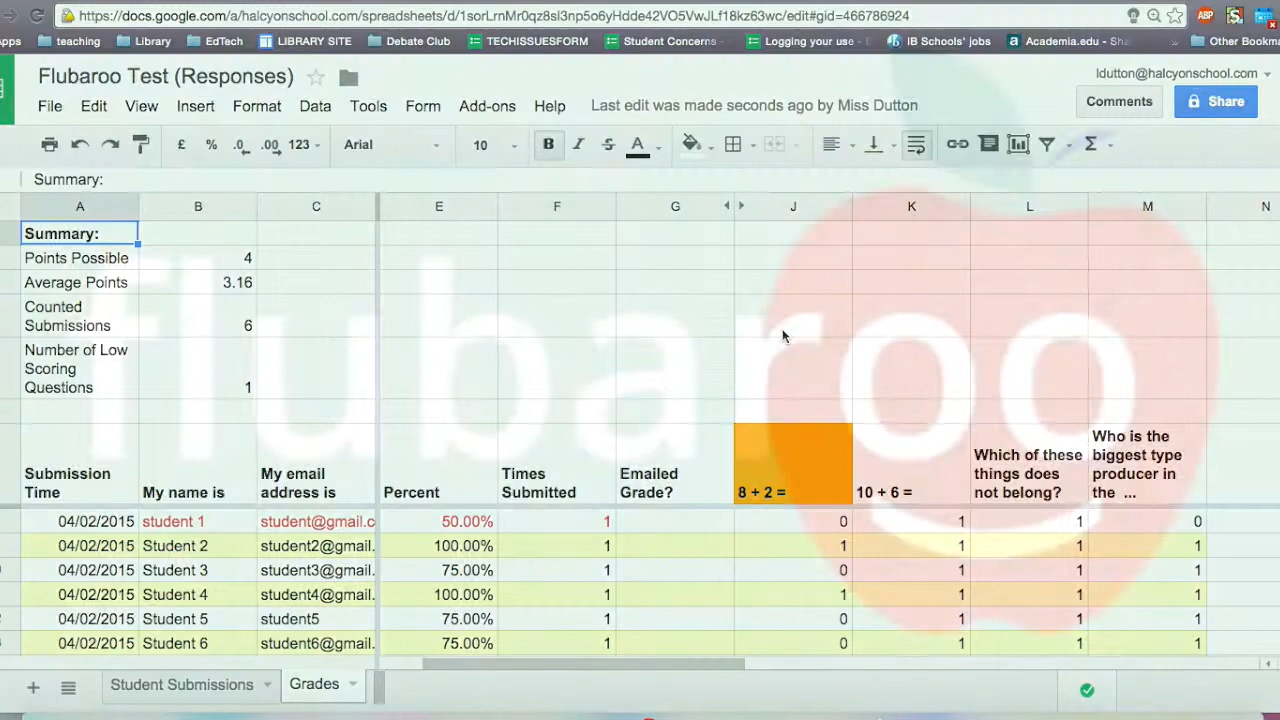 https://docs.google.com/a/halcyonschool.com/spreadsheets/d/1sorLrnMr0qz8sl3np5o6yHdde42VO5VwJLf18kz63wc/edit#gid=466786924 ABP
Apps teaching Library EdTech LIBRARY SITE Debate Club TECHISSUESFORM Student Concerns Logging your use IB Schools' jobs Academia.edu - Sha Other Bookma
Flubaroo Test (Responses) ldutton@halcyonschool.com
File Edit View Insert Format Data Tools Form Add-ons Help Last edit was made seconds ago by Miss Dutton Comments Share
£ % .0 .00 123 Arial 10 B I S A Σ
Summary:
A B C E F G J K L M N
Summary:
Points Possible 4
Average Points 3.16
Counted
Submissions 6
Number of Low
Scoring
Questions 1
flubaroo
Submission
Time
My name is
My email
address is
Percent
Times
Submitted
Emailed
Grade?
8 + 2 =
10 + 6 =
Which of these
things does
not belong?
Who is the
biggest type
producer in
the ...
04/02/2015 student 1 student@gmail.c 50.00% 1 0 1 1 0
04/02/2015 Student 2 student2@gmail. 100.00% 1 1 1 1 1
04/02/2015 Student 3 student3@gmail. 75.00% 1 0 1 1 1
04/02/2015 Student 4 student4@gmail. 100.00% 1 1 1 1 1
04/02/2015 Student 5 student5 75.00% 1 0 1 1 1
04/02/2015 Student 6 student6@gmail. 75.00% 1 0 1 1 1
Student Submissions Grades